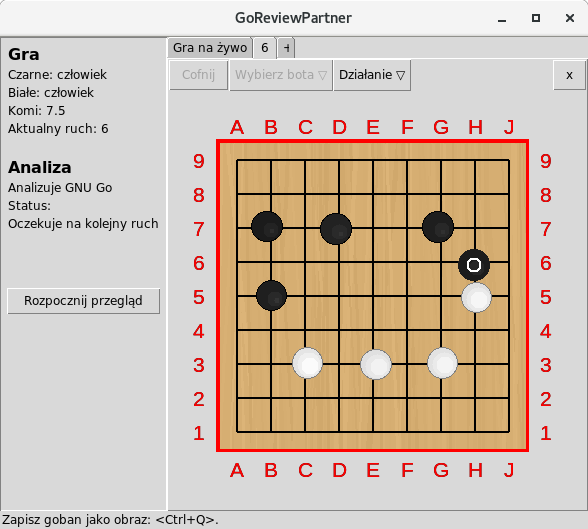 GoReviewPartner
Gra
Czarne: człowiek
Białe: człowiek
Komi: 7.5
Aktualny ruch: 6
Analiza
Analizuje GNU Go
Status:
Oczekuje na kolejny ruch
Rozpocznij przegląd
Gra na żywo 6 +
Cofnij Wybierz bota ▽ Działanie ▽ x
A B C D E F G H J
9 9
8 8
7 7
6 6
5 5
4 4
3 3
2 2
1 1
A B C D E F G H J
Zapisz goban jako obraz: <Ctrl+Q>.